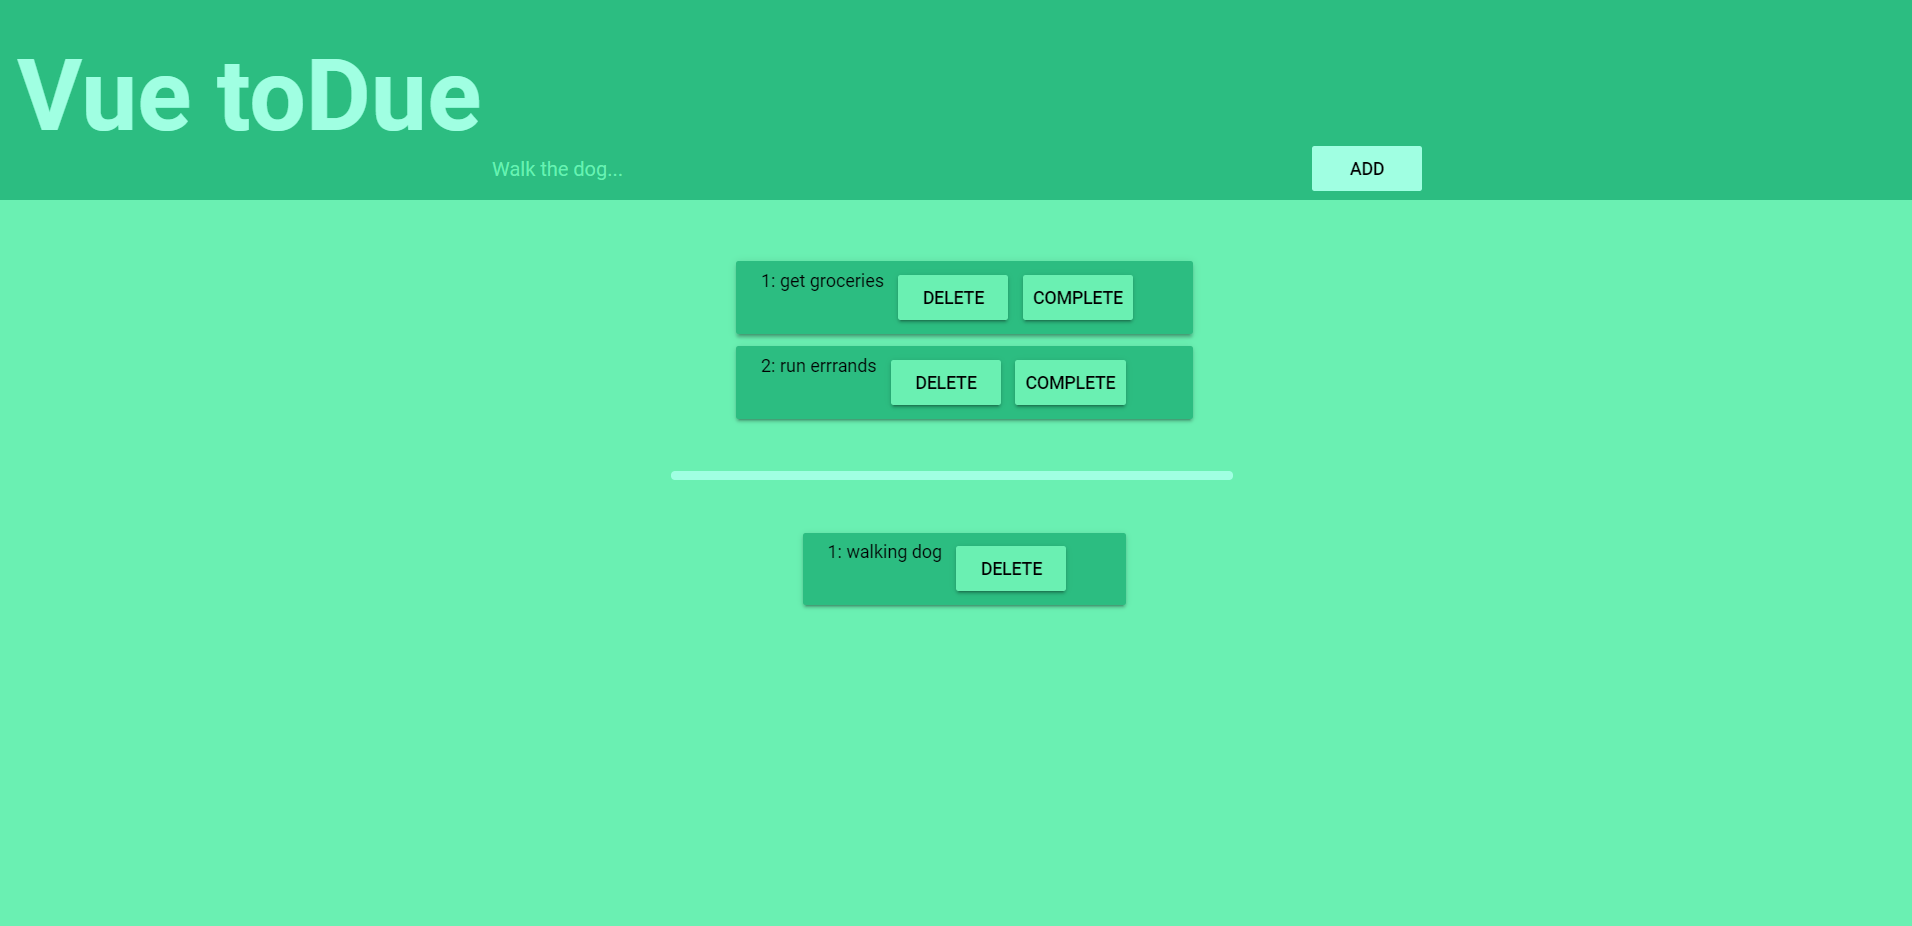 Vue toDue
Walk the dog...
ADD
1: get groceries
DELETE
COMPLETE
2: run errrands
DELETE
COMPLETE
1: walking dog
DELETE